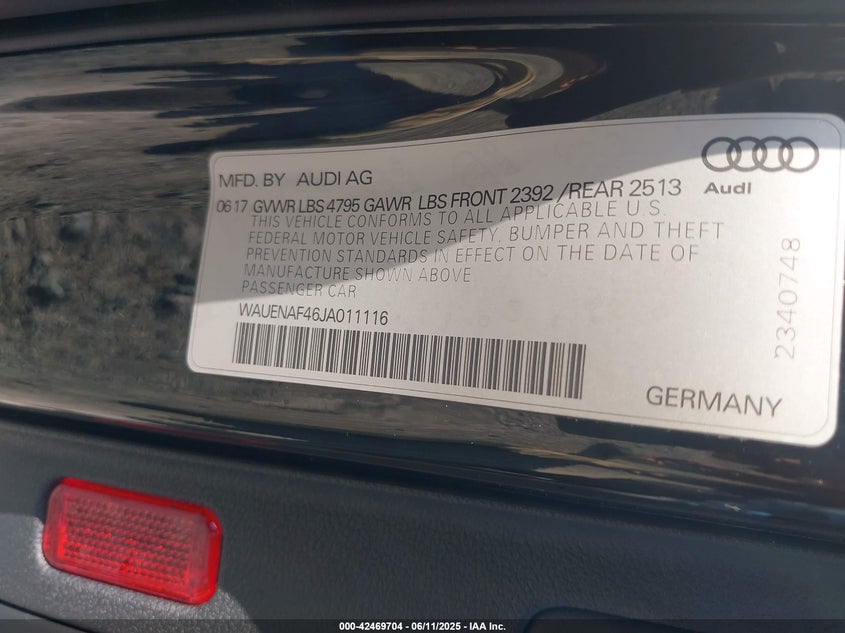 MFD. BY AUDI AG
Audi
06 17 GVWR LBS 4795 GAWR LBS FRONT 2392 /REAR 2513
THIS VEHICLE CONFORMS TO ALL APPLICABLE U.S.
FEDERAL MOTOR VEHICLE SAFETY, BUMPER AND THEFT
PREVENTION STANDARDS IN EFFECT ON THE DATE OF
MANUFACTURE SHOWN ABOVE
PASSENGER CAR
WAUENAF46JA011116
2340748
GERMANY
000-42469704 - 06/11/2025 - IAA Inc.